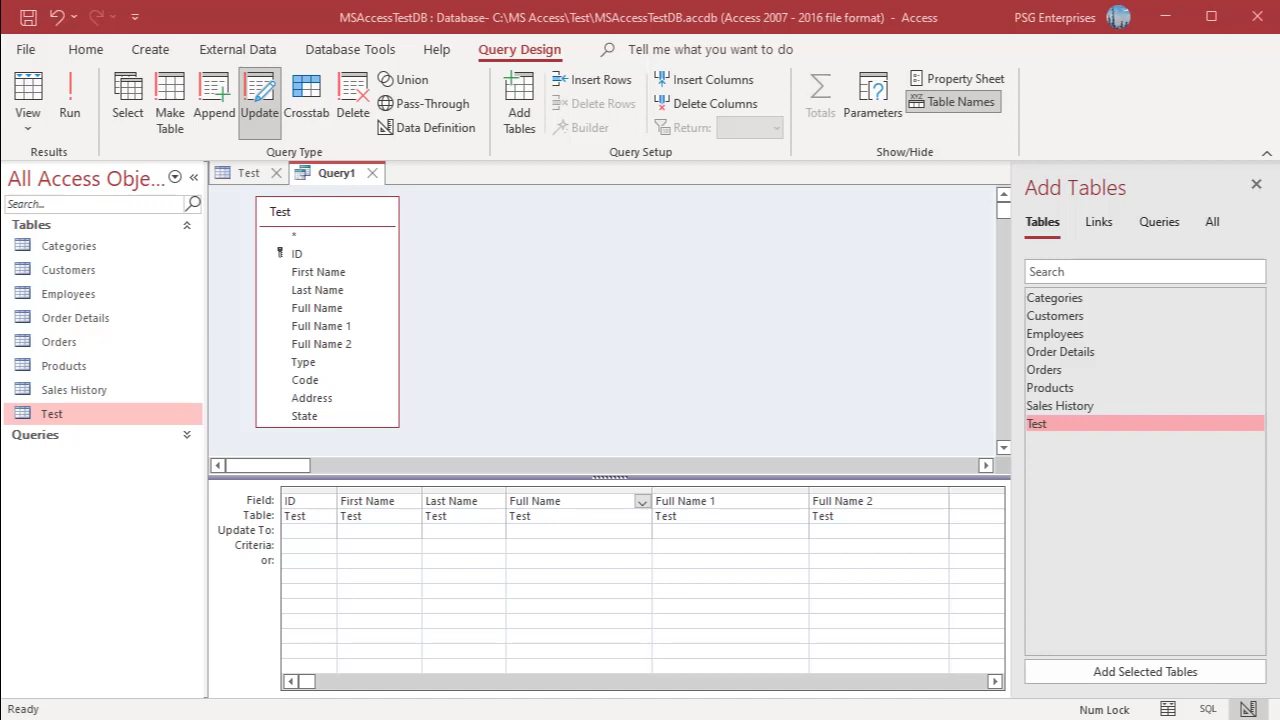 MSAccessTestDB : Database- C:\MS Access\Test\MSAccessTestDB.accdb (Access 2007 - 2016 file format) - Access
PSG Enterprises
File Home Create External Data Database Tools Help Query Design Tell me what you want to do
View
Run
Select
Make Table
Append
Update
Crosstab
Delete
Union
Pass-Through
Data Definition
Add Tables
Insert Rows
Delete Rows
Builder
Insert Columns
Delete Columns
Return:
Totals
Parameters
Property Sheet
XYZ Table Names
Results
Query Type
Query Setup
Show/Hide
All Access Obje...
Search...
Tables
Categories
Customers
Employees
Order Details
Orders
Products
Sales History
Test
Queries
Test
Query1
Test
*
ID
First Name
Last Name
Full Name
Full Name 1
Full Name 2
Type
Code
Address
State
Field: ID First Name Last Name Full Name Full Name 1 Full Name 2
Table: Test Test Test Test Test Test
Update To:
Criteria:
or:
Add Tables
Tables Links Queries All
Search
Categories
Customers
Employees
Order Details
Orders
Products
Sales History
Test
Add Selected Tables
Ready
Num Lock
SQL